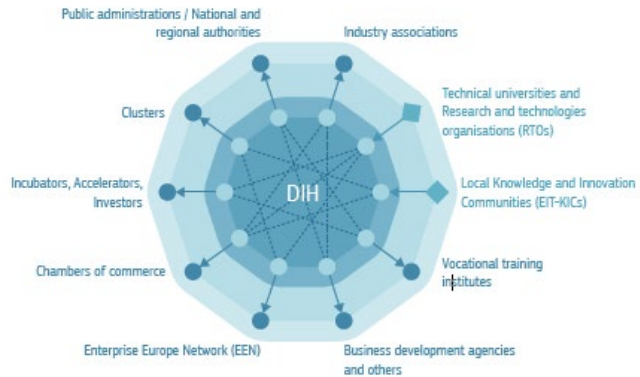 Public administrations / National and
regional authorities
Industry associations
Clusters
Technical universities and
Research and technologies
organisations (RTOs)
Incubators, Accelerators,
Investors
DIH
Local Knowledge and Innovation
Communities (EIT-KICs)
Chambers of commerce
Vocational training
institutes
Enterprise Europe Network (EEN)
Business development agencies
and others